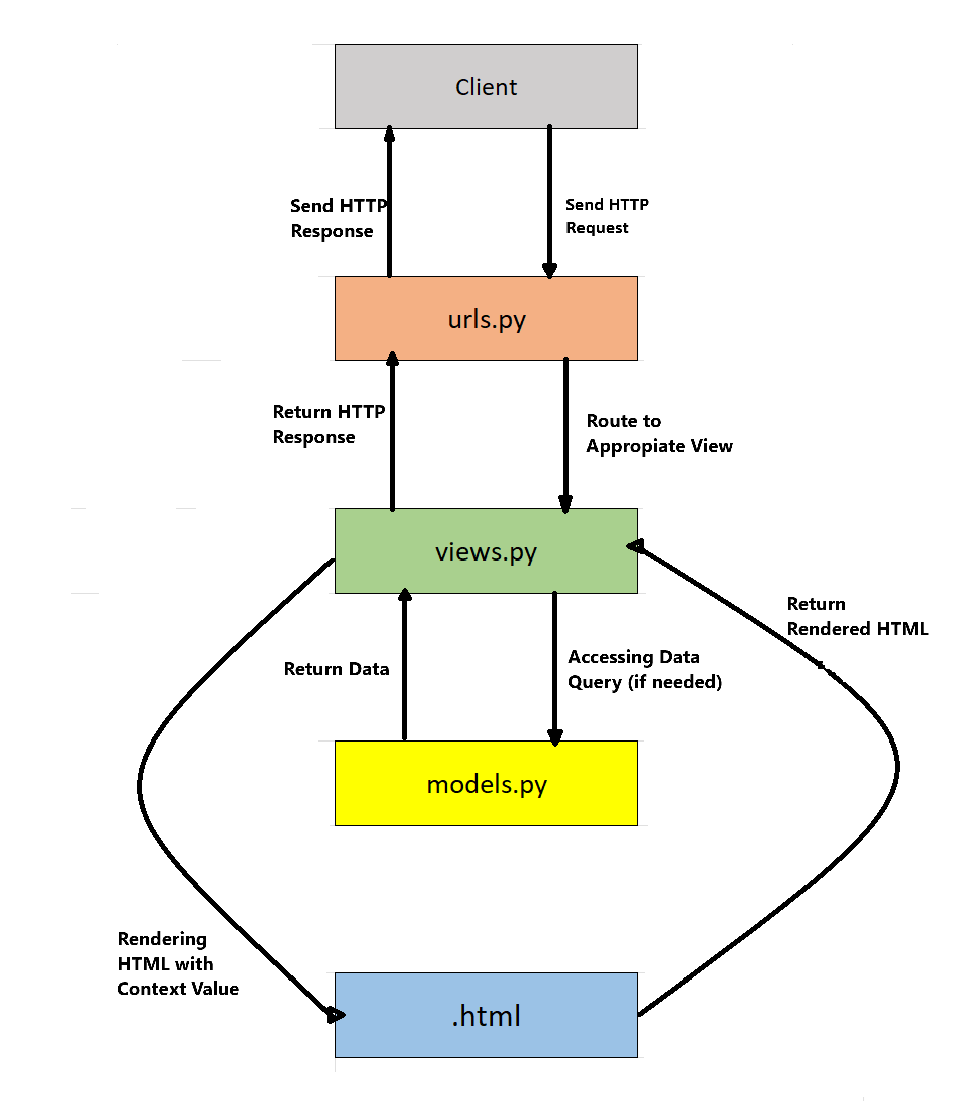 Client
Send HTTP
Response
Send HTTP
Request
urls.py
Return HTTP
Response
Route to
Appropiate View
views.py
Return
Rendered HTML
Return Data
Accessing Data
Query (if needed)
models.py
Rendering
HTML with
Context Value
.html